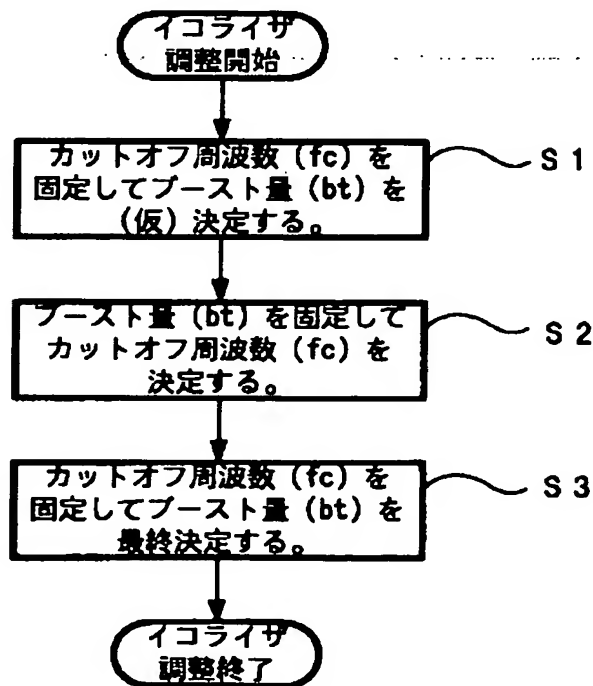 イコライザ
調整開始
カットオフ周波数（fc）を
固定してブースト量（bt）を
（仮）決定する。
S 1
ブースト量（bt）を固定して
カットオフ周波数（fc）を
決定する。
S 2
カットオフ周波数（fc）を
固定してブースト量（bt）を
最終決定する。
S 3
イコライザ
調整終了